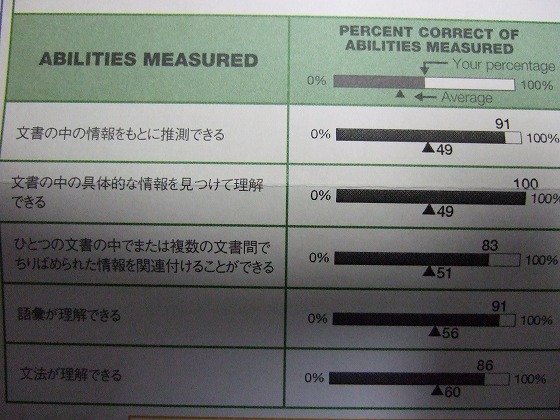 ABILITIES MEASURED
PERCENT CORRECT OF
ABILITIES MEASURED
Your percentage
0% 100%
Average
文書の中の情報をもとに推測できる
91
0% 100%
▲49
文書の中の具体的な情報を見つけて理解
できる
100
0% 100%
▲49
ひとつの文書の中でまたは複数の文書間で
ちりばめられた情報を関連付けることができる
83
0% 100%
▲51
語彙が理解できる
91
0% 100%
▲56
文法が理解できる
86
0% 100%
▲60